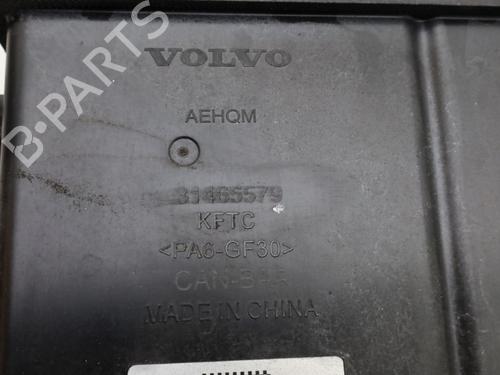 VOLVO
AEHQM
31465579
KFTC
<PA6-GF30>
MADE IN CHINA
B-Parts